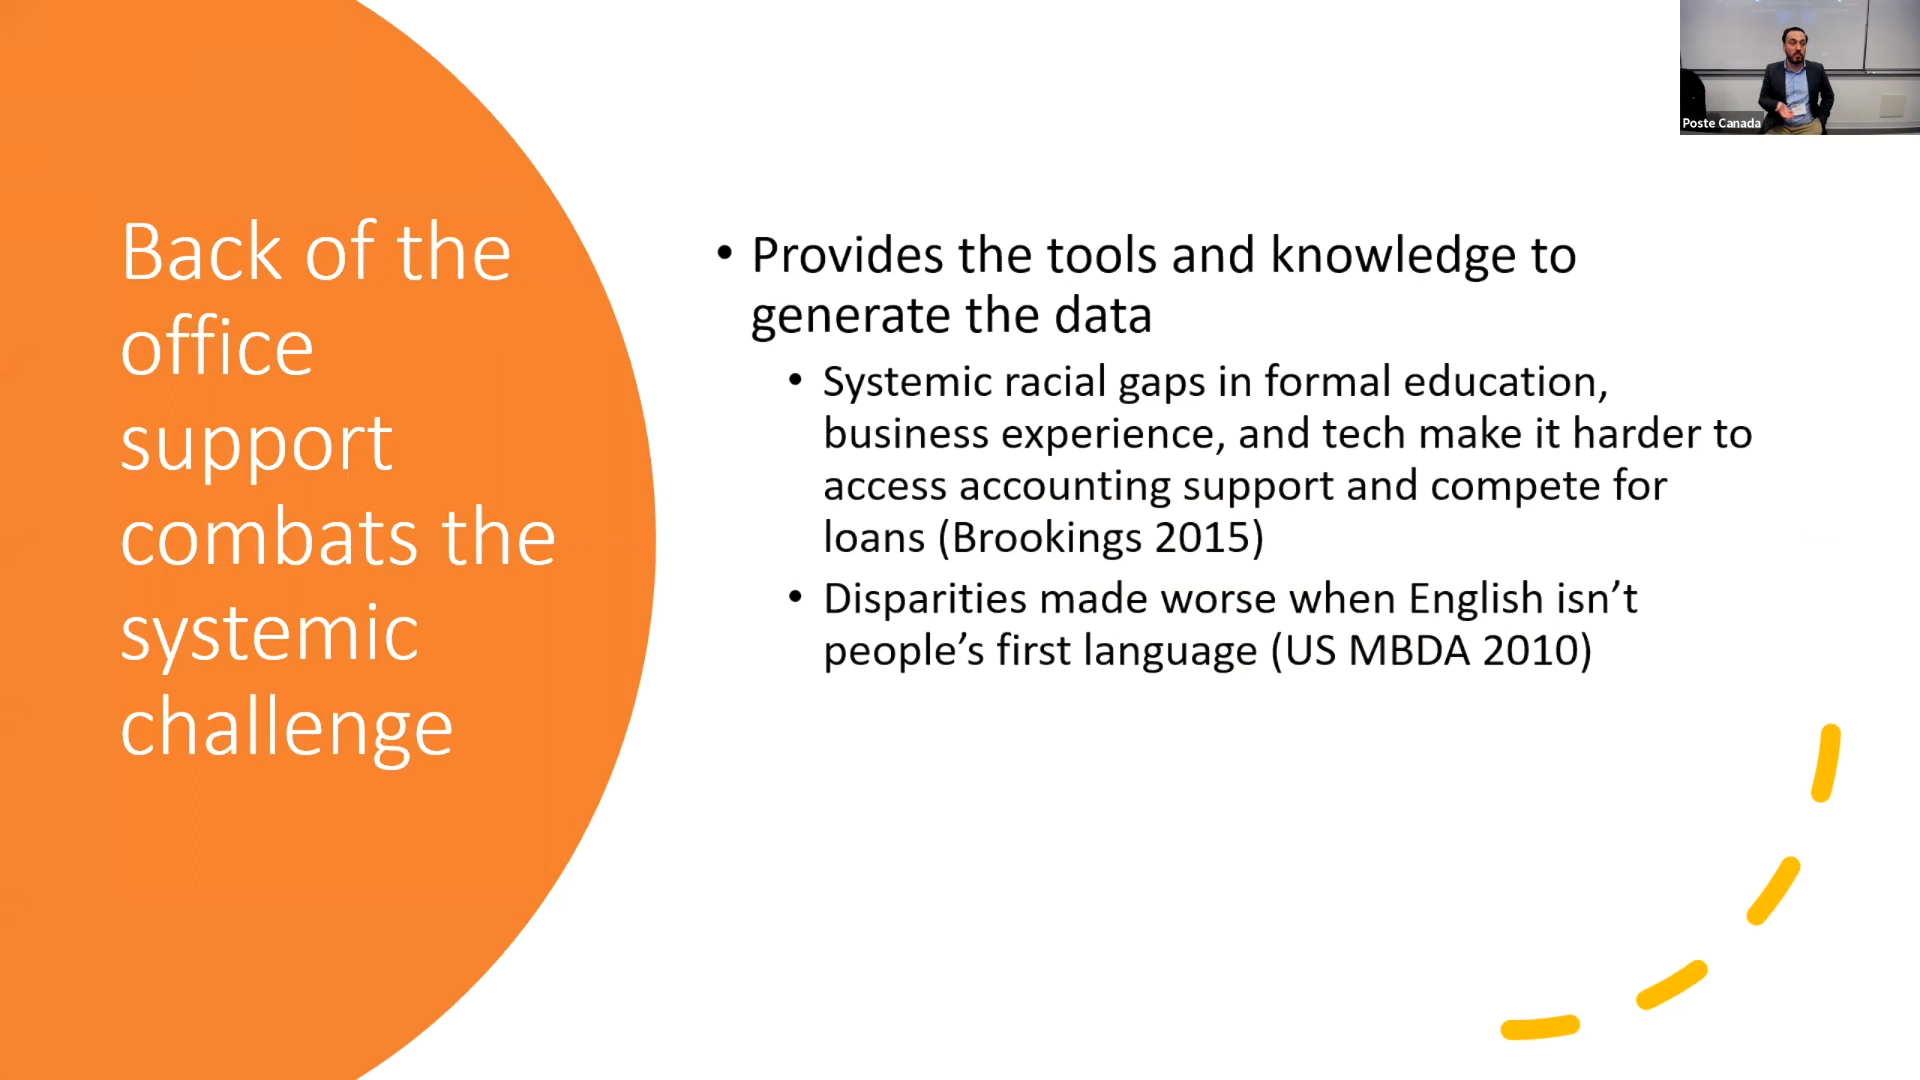 Back of the
office
support
combats the
systemic
challenge
• Provides the tools and knowledge to
generate the data
• Systemic racial gaps in formal education,
business experience, and tech make it harder to
access accounting support and compete for
loans (Brookings 2015)
• Disparities made worse when English isn’t
people’s first language (US MBDA 2010)
Poste Canada